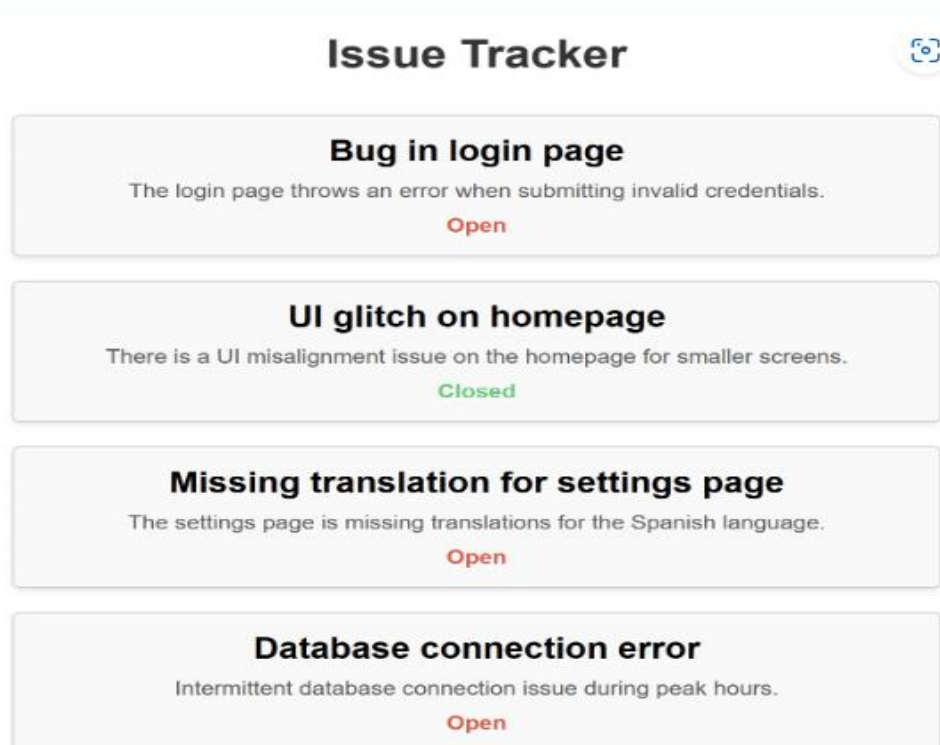 Issue Tracker
Bug in login page
The login page throws an error when submitting invalid credentials.
Open
UI glitch on homepage
There is a UI misalignment issue on the homepage for smaller screens.
Closed
Missing translation for settings page
The settings page is missing translations for the Spanish language.
Open
Database connection error
Intermittent database connection issue during peak hours.
Open